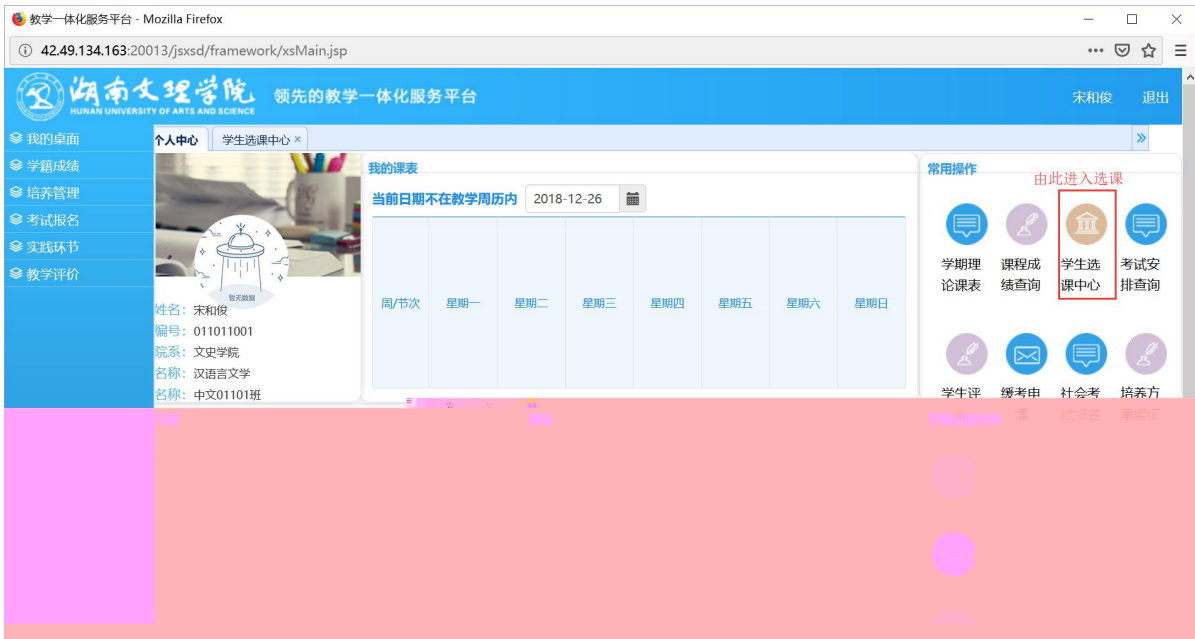 教学一体化服务平台 - Mozilla Firefox
42.49.134.163:20013/jsxsd/framework/xsMain.jsp
湖南文理学院
HUNAN UNIVERSITY OF ARTS AND SCIENCE
领先的教学一体化服务平台
宋和俊 退出
我的桌面
学籍成绩
培养管理
考试报名
实践环节
教学评价
个人中心 学生选课中心 ×
暂无数据
姓名：宋和俊
编号：011011001
院系：文史学院
名称：汉语言文学
名称：中文01101班
我的课表
当前日期不在教学周历内 2018-12-26
周/节次 星期一 星期二 星期三 星期四 星期五 星期六 星期日
常用操作
由此进入选课
学期理论课表
课程成绩查询
学生选课中心
考试安排查询
学生评
缓考申请
社会考试报名
培养方案明细